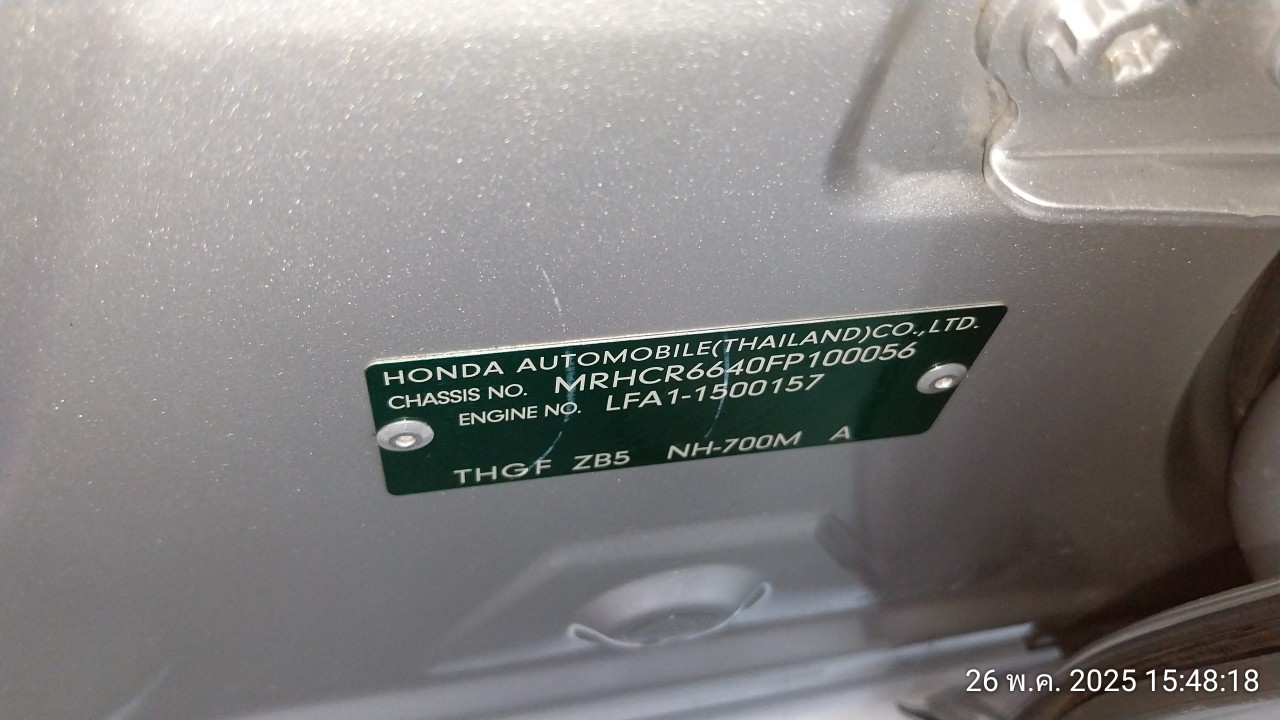 HONDA AUTOMOBILE(THAILAND)CO.,LTD.
CHASSIS NO. MRHCR6640FP100056
ENGINE NO. LFA1-1500157
THGF ZB5 NH-700M A
26 พ.ค. 2025 15:48:18